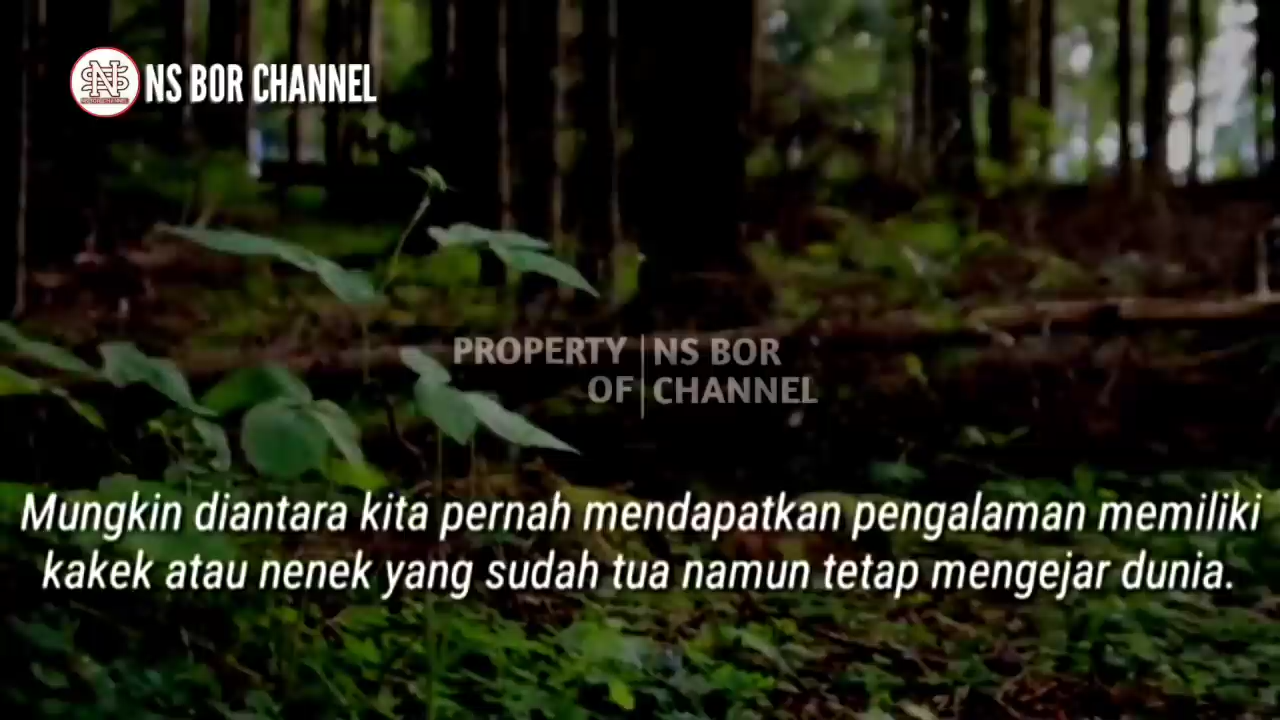 NS BOR CHANNEL
PROPERTY OF
NS BOR CHANNEL
Mungkin diantara kita pernah mendapatkan pengalaman memiliki
kakek atau nenek yang sudah tua namun tetap mengejar dunia.